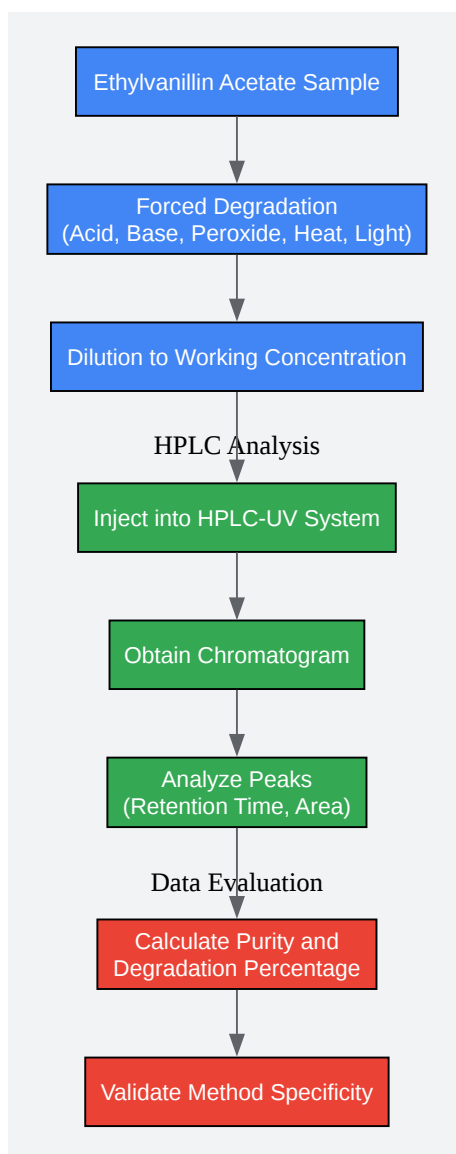 Ethylvanillin Acetate Sample
Forced Degradation
(Acid, Base, Peroxide, Heat, Light)
Dilution to Working Concentration
HPLC Analysis
Inject into HPLC-UV System
Obtain Chromatogram
Analyze Peaks
(Retention Time, Area)
Data Evaluation
Calculate Purity and
Degradation Percentage
Validate Method Specificity